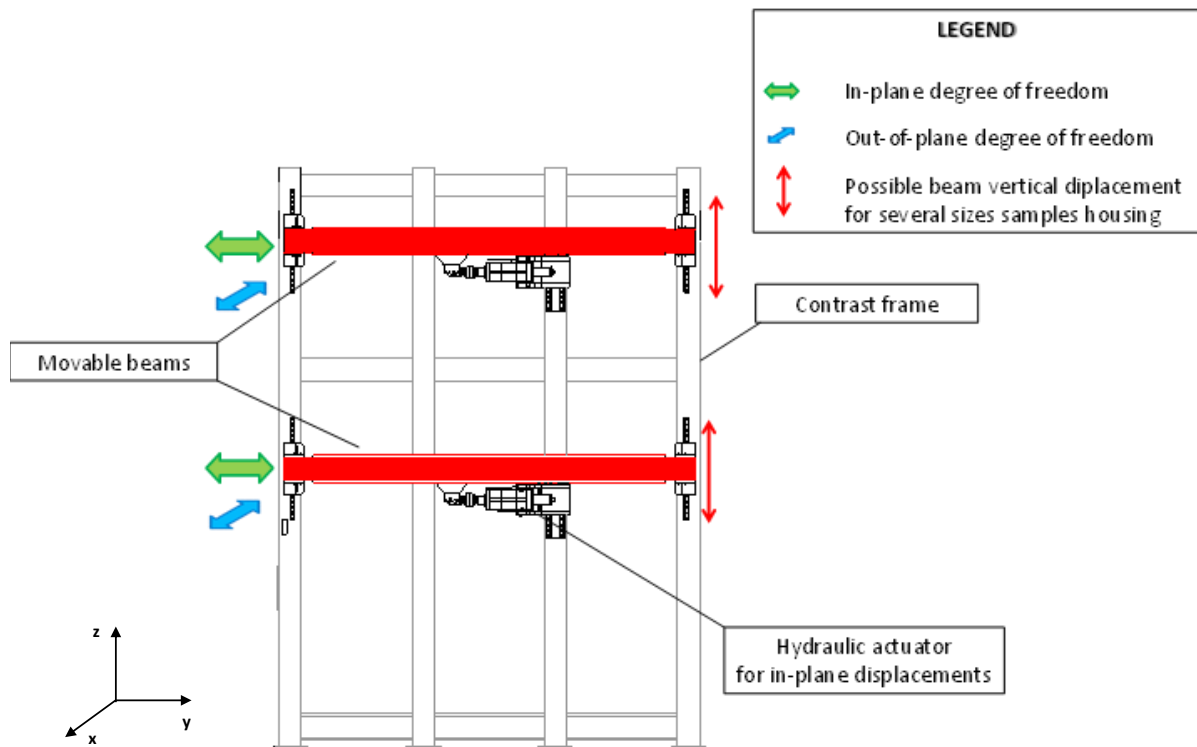 LEGEND
In-plane degree of freedom
Out-of-plane degree of freedom
Possible beam vertical diplacement
for several sizes samples housing
Contrast frame
Movable beams
Hydraulic actuator
for in-plane displacements
z
y
x